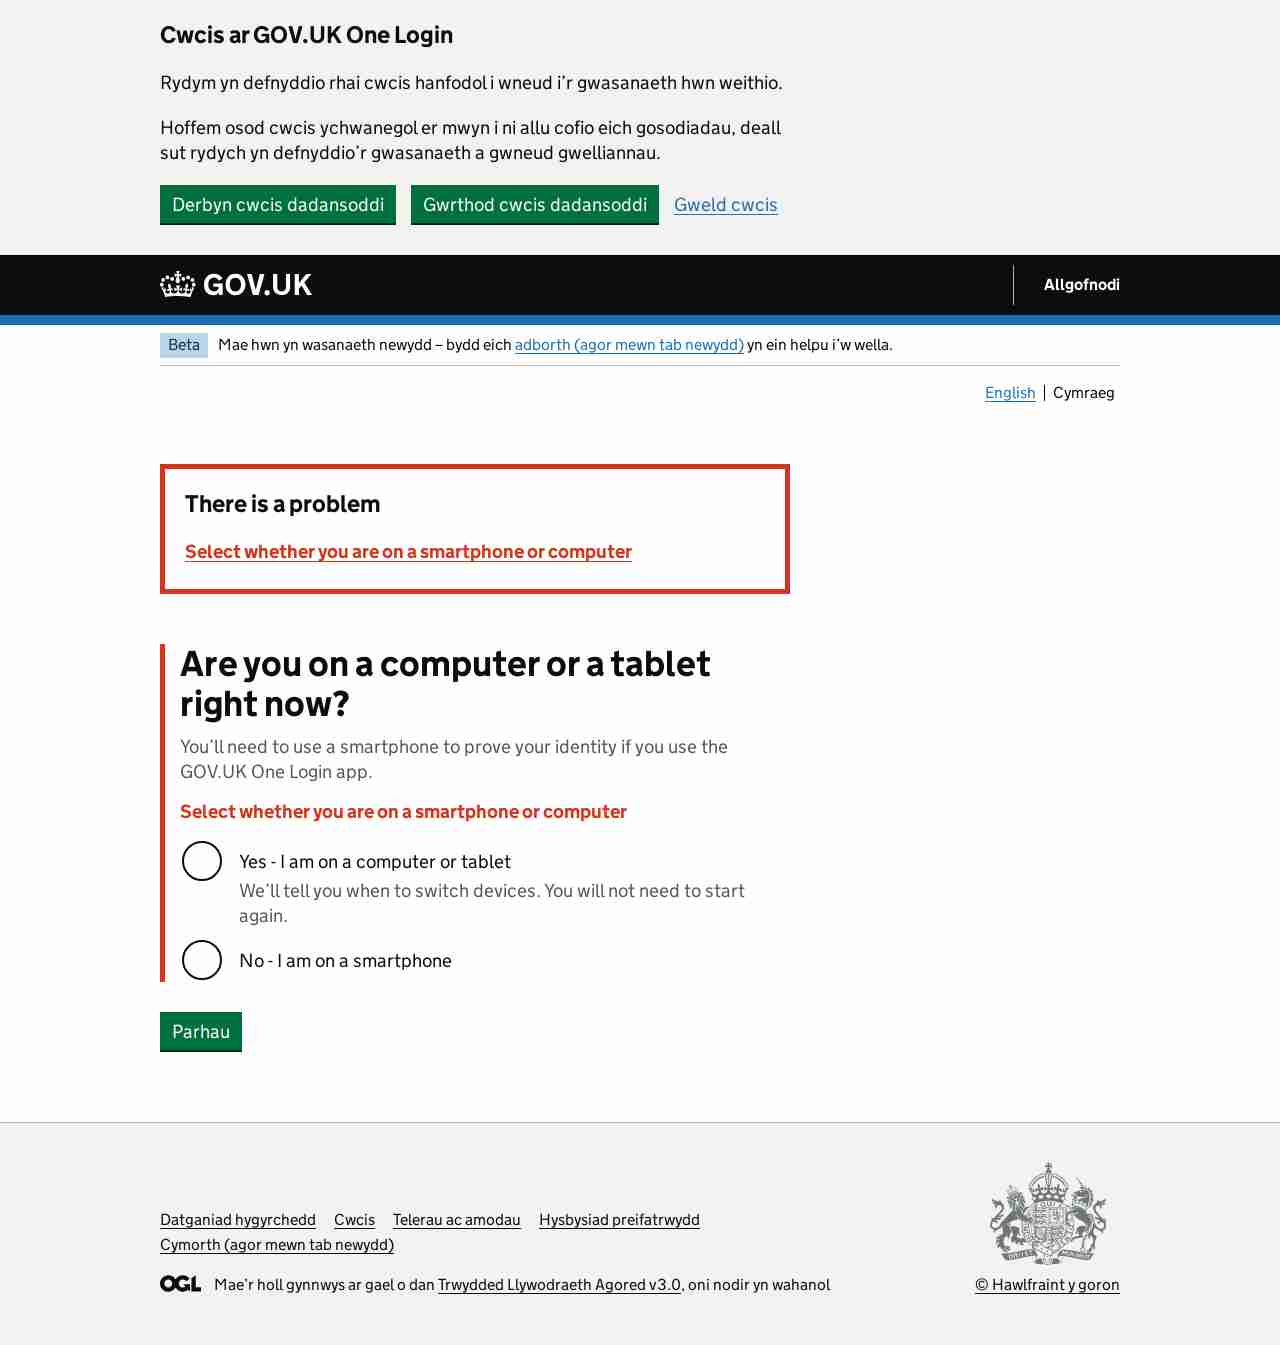 Cwcis ar GOV.UK One Login
Rydym yn defnyddio rhai cwcis hanfodol i wneud i’r gwasanaeth hwn weithio.
Hoffem osod cwcis ychwanegol er mwyn i ni allu cofio eich gosodiadau, deall
sut rydych yn defnyddio’r gwasanaeth a gwneud gwelliannau.
Derbyn cwcis dadansoddi Gwrthod cwcis dadansoddi Gweld cwcis
GOV.UK Allgofnodi
Beta Mae hwn yn wasanaeth newydd – bydd eich adborth (agor mewn tab newydd) yn ein helpu i’w wella.
English Cymraeg
There is a problem
Select whether you are on a smartphone or computer
Are you on a computer or a tablet
right now?
You’ll need to use a smartphone to prove your identity if you use the
GOV.UK One Login app.
Select whether you are on a smartphone or computer
Yes - I am on a computer or tablet
We’ll tell you when to switch devices. You will not need to start
again.
No - I am on a smartphone
Parhau
Datganiad hygyrchedd Cwcis Telerau ac amodau Hysbysiad preifatrwydd
Cymorth (agor mewn tab newydd)
OGL Mae’r holl gynnwys ar gael o dan Trwydded Llywodraeth Agored v3.0, oni nodir yn wahanol
© Hawlfraint y goron